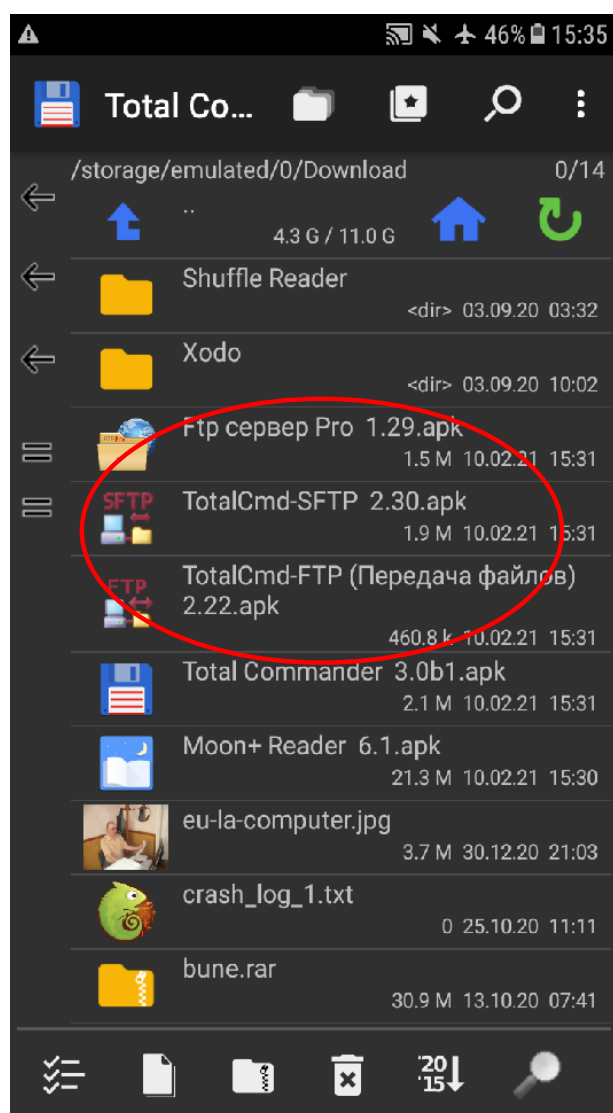 46% 15:35
Total Co...
/storage/emulated/0/Download 0/14
..
4.3 G / 11.0 G
Shuffle Reader
<dir> 03.09.20 03:32
Xodo
<dir> 03.09.20 10:02
Ftp сервер Pro 1.29.apk
1.5 M 10.02.21 15:31
SFTP
TotalCmd-SFTP 2.30.apk
1.9 M 10.02.21 15:31
FTP
TotalCmd-FTP (Передача файлов)
2.22.apk
460.8 k 10.02.21 15:31
Total Commander 3.0b1.apk
2.1 M 10.02.21 15:31
Moon+ Reader 6.1.apk
21.3 M 10.02.21 15:30
eu-la-computer.jpg
3.7 M 30.12.20 21:03
crash_log_1.txt
0 25.10.20 11:11
bune.rar
30.9 M 13.10.20 07:41
'20
'15